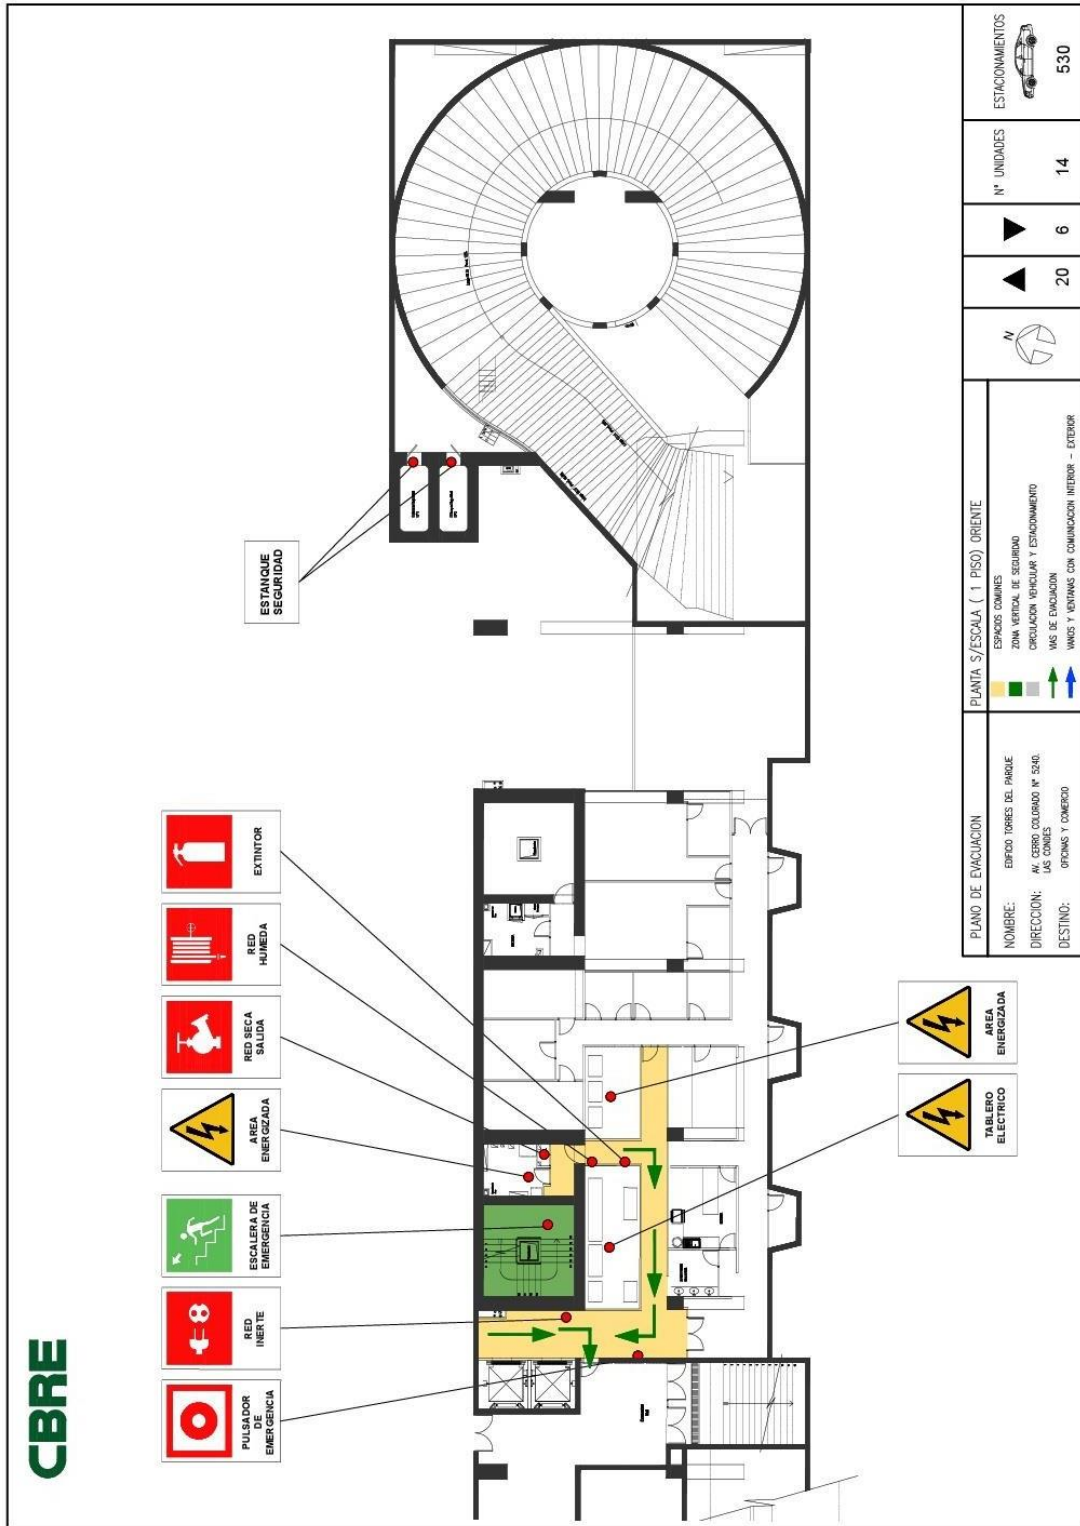 CBRE
PULSADOR
DE
EMERGENCIA
RED
INERTE
ESCALERA DE
EMERGENCIA
AREA
ENERGIZADA
RED SECA
SALIDA
RED
HUMEDA
EXTINTOR
ESTANQUE
SEGURIDAD
TABLERO
ELECTRICO
AREA
ENERGIZADA
PLANO DE EVACUACION
NOMBRE: EDIFICIO TORRES DEL PARQUE
DIRECCION: AV. CERRO COLORADO Nº 5240.
LAS CONDES
DESTINO: OFICINAS Y COMERCIO
PLANTA S/ESCALA ( 1 PISO) ORIENTE
ESPACIOS COMUNES
ZONA VERTICAL DE SEGURIDAD
CIRCULACION VEHICULAR Y ESTACIONAMIENTO
VIAS DE EVACUACION
VANOS Y VENTANAS CON COMUNICACION INTERIOR - EXTERIOR
N
20
6
Nº UNIDADES
14
ESTACIONAMIENTOS
530